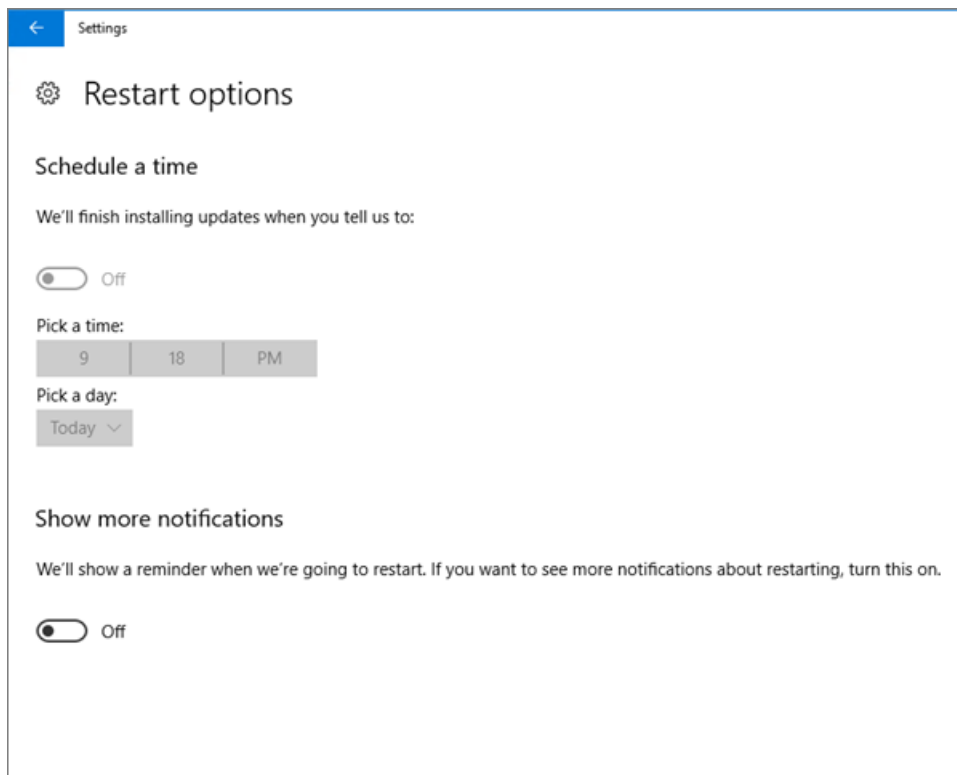 Settings
Restart options
Schedule a time
We’ll finish installing updates when you tell us to:
Off
Pick a time:
9 18 PM
Pick a day:
Today
Show more notifications
We’ll show a reminder when we’re going to restart. If you want to see more notifications about restarting, turn this on.
Off